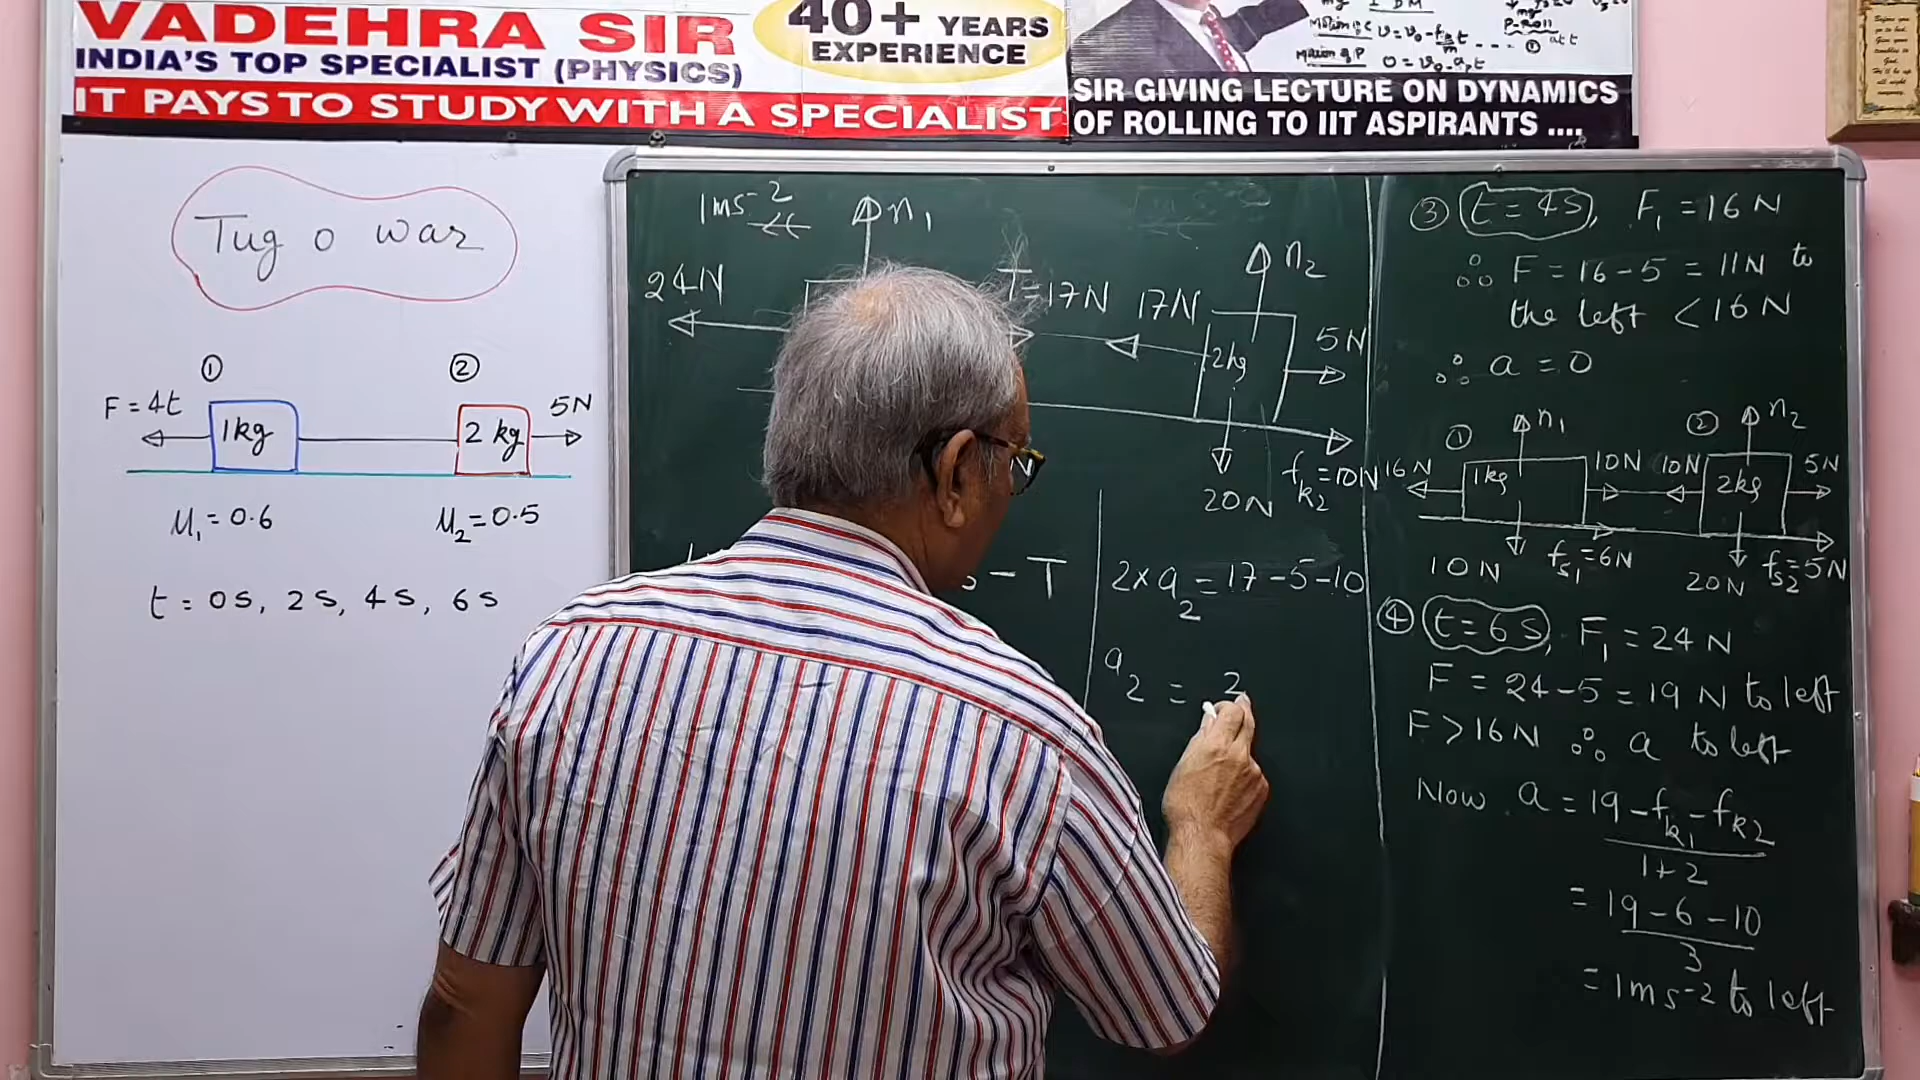 VADEHRA SIR
INDIA'S TOP SPECIALIST (PHYSICS)
IT PAYS TO STUDY WITH A SPECIALIST
40+ YEARS
EXPERIENCE
SIR GIVING LECTURE ON DYNAMICS
OF ROLLING TO IIT ASPIRANTS ....
Tug o war
① ②
F = 4t 1kg 2 kg 5N
μ₁ = 0.6 μ₂ = 0.5
t = 0s, 2s, 4s, 6s
1ms⁻² n₁
24N T=17N 17N n₂
2kg 5N
20N fk₂=10N
- T
2×a₂ = 17-5-10
a₂ = 2
③ t=4s, F₁ = 16N
∴ F = 16-5 = 11N to
the left < 16N
∴ a = 0
① n₁ ② n₂
16N 1kg 10N 10N 2kg 5N
10N fs₁=6N 20N fs₂=5N
④ t=6s, F₁ = 24N
F = 24-5 = 19 N to left
F > 16N ∴ a to left
Now a = 19-fk₁-fk₂
1+2
= 19-6-10
3
= 1ms⁻² to left